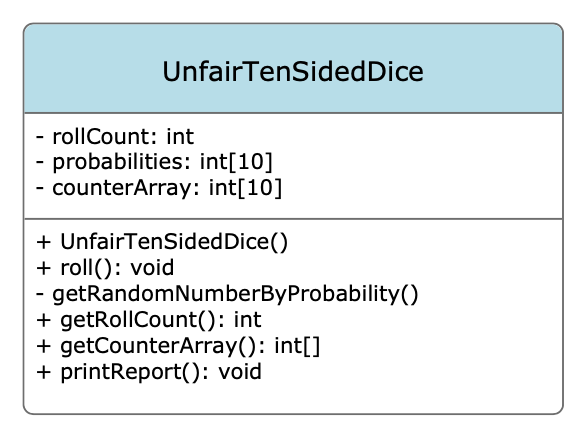 UnfairTenSidedDice
- rollCount: int
- probabilities: int[10]
- counterArray: int[10]
+ UnfairTenSidedDice()
+ roll(): void
- getRandomNumberByProbability()
+ getRollCount(): int
+ getCounterArray(): int[]
+ printReport(): void